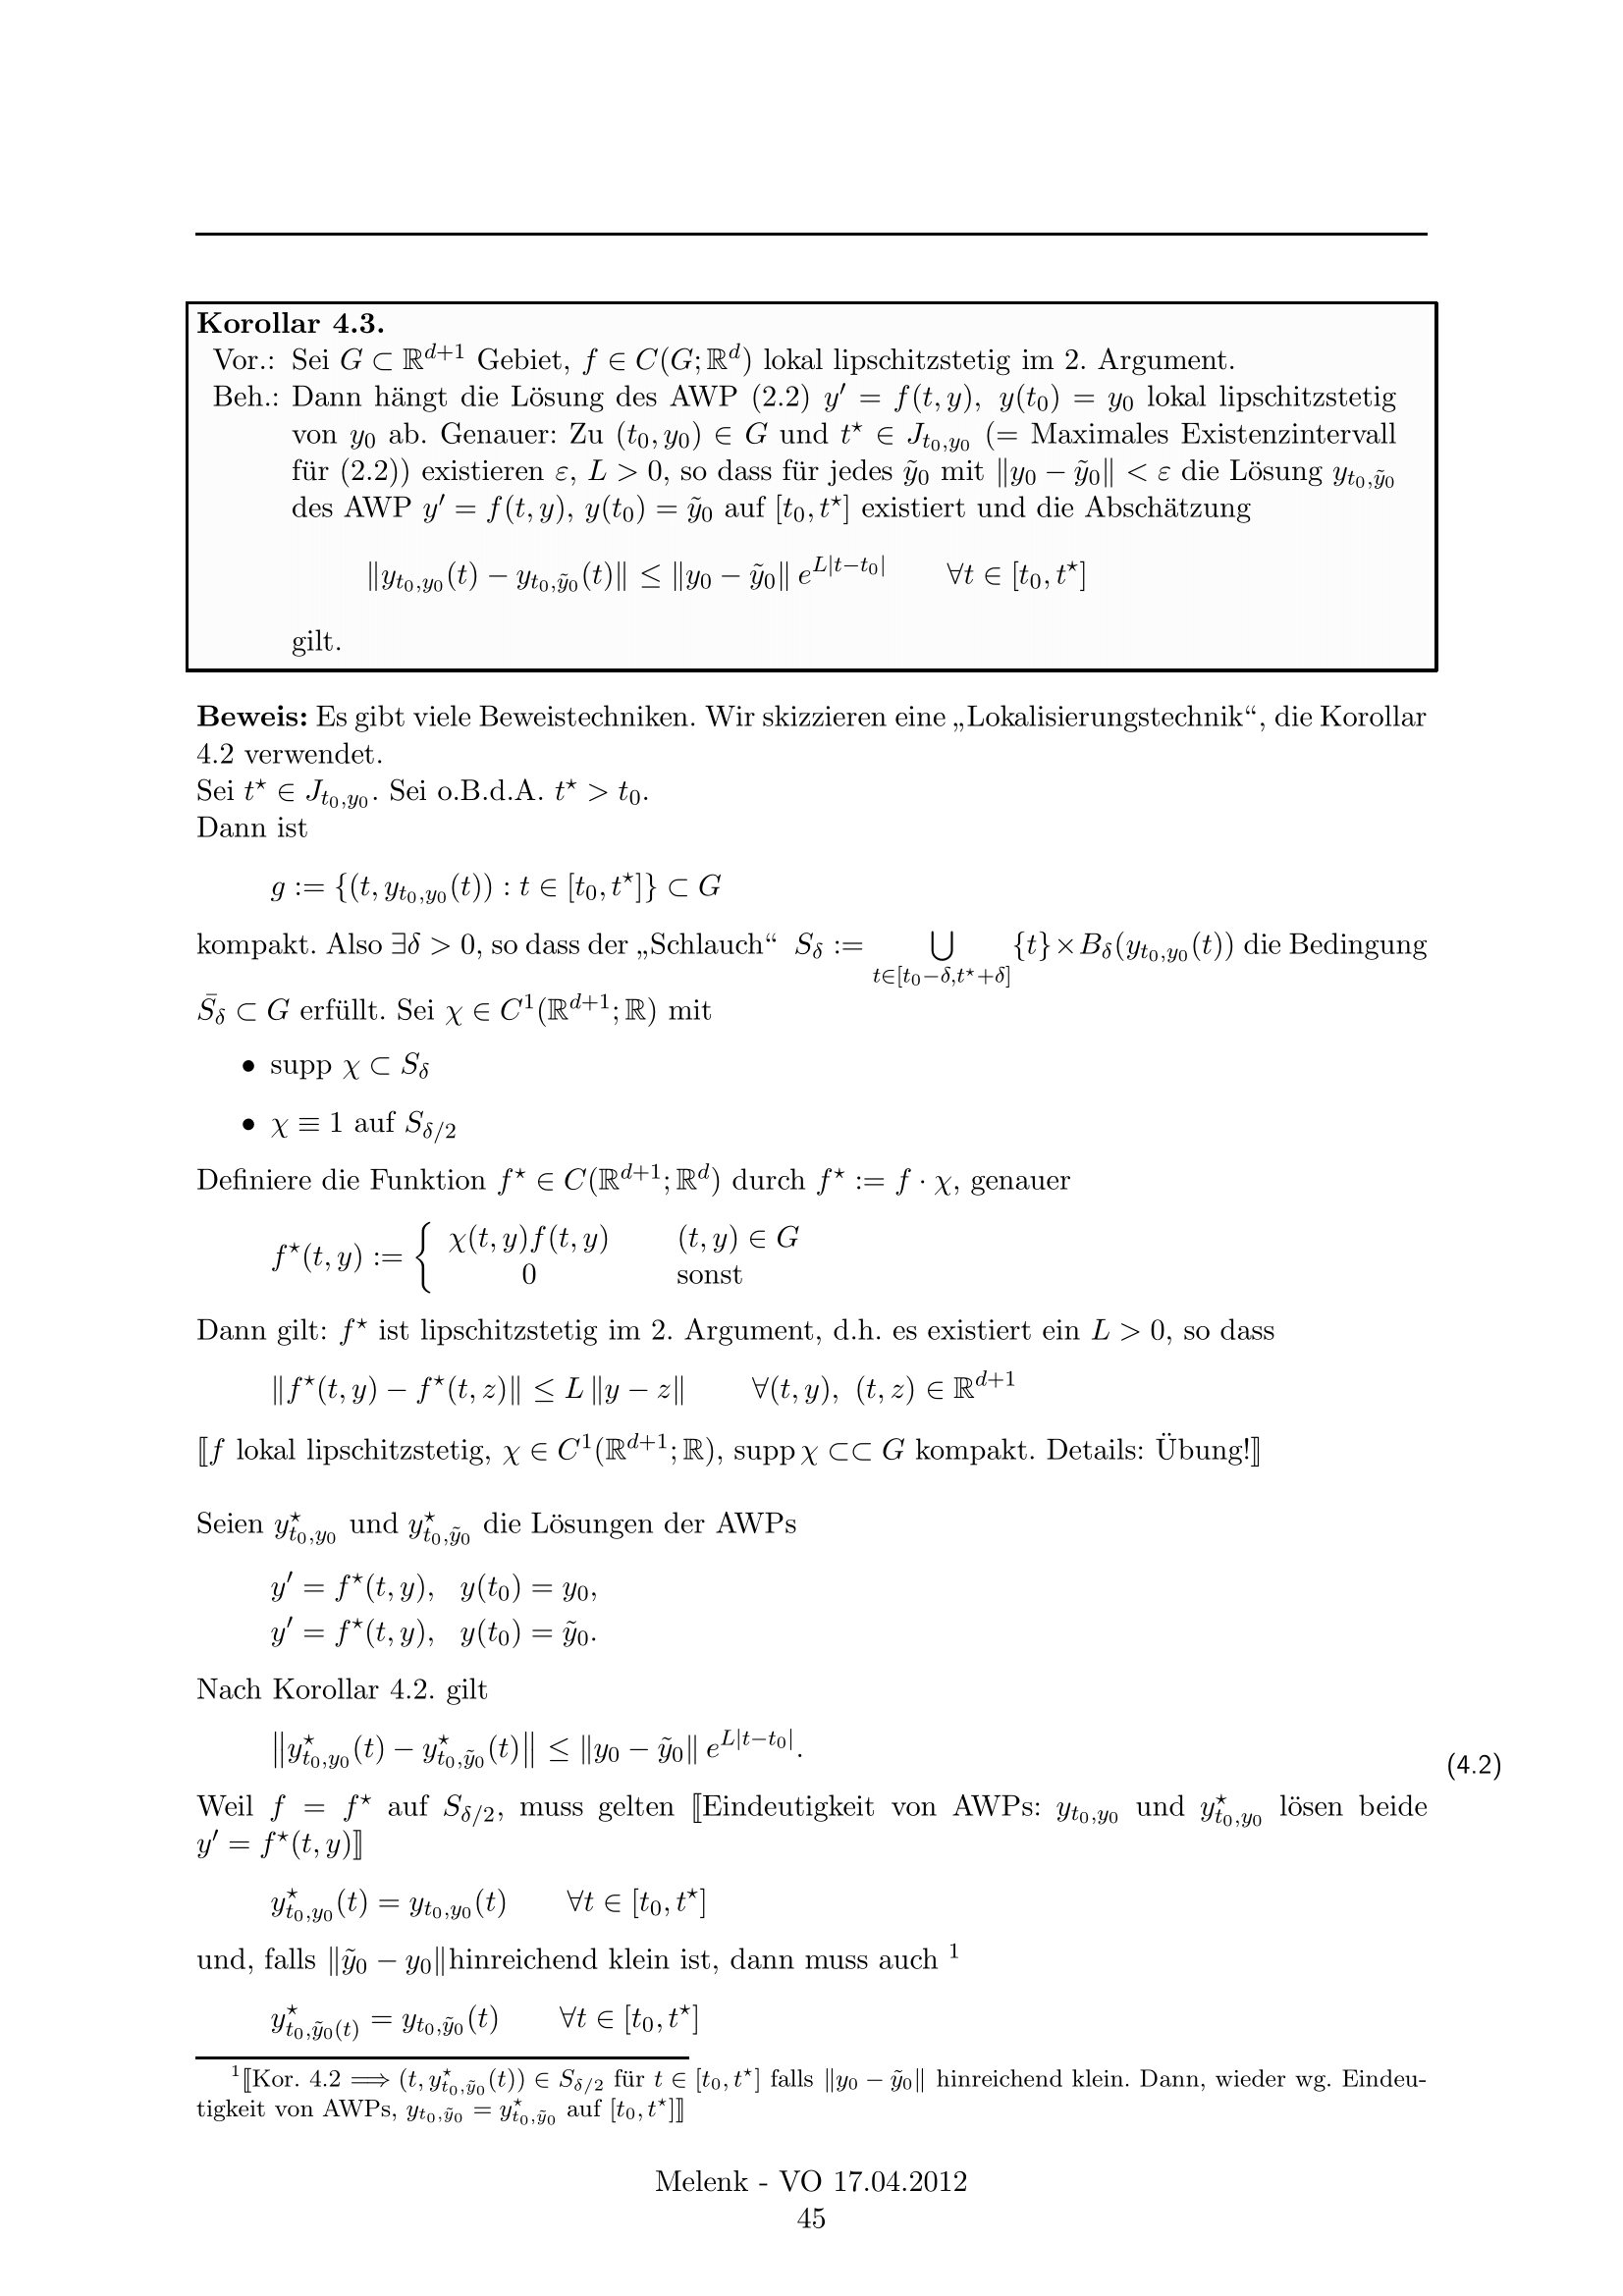 Korollar 4.3.
Vor.: Sei $G \subset \mathbb{R}^{d+1}$ Gebiet, $f \in C(G; \mathbb{R}^d)$ lokal lipschitzstetig im 2. Argument.
Beh.: Dann hängt die Lösung des AWP (2.2) $y' = f(t, y),\ y(t_0) = y_0$ lokal lipschitzstetig
von $y_0$ ab. Genauer: Zu $(t_0, y_0) \in G$ und $t^\star \in J_{t_0,y_0}$ (= Maximales Existenzintervall
für (2.2)) existieren $\varepsilon, L > 0$, so dass für jedes $\tilde{y}_0$ mit $\|y_0 - \tilde{y}_0\| < \varepsilon$ die Lösung $y_{t_0,\tilde{y}_0}$
des AWP $y' = f(t, y), y(t_0) = \tilde{y}_0$ auf $[t_0, t^\star]$ existiert und die Abschätzung
$\|y_{t_0,y_0}(t) - y_{t_0,\tilde{y}_0}(t)\| \leq \|y_0 - \tilde{y}_0\| e^{L|t-t_0|} \quad \forall t \in [t_0, t^\star]$
gilt.
Beweis: Es gibt viele Beweistechniken. Wir skizzieren eine „Lokalisierungstechnik“, die Korollar
4.2 verwendet.
Sei $t^\star \in J_{t_0,y_0}$. Sei o.B.d.A. $t^\star > t_0$.
Dann ist
$g := \{(t, y_{t_0,y_0}(t)) : t \in [t_0, t^\star]\} \subset G$
kompakt. Also $\exists \delta > 0$, so dass der „Schlauch“ $S_\delta := \bigcup_{t \in [t_0-\delta, t^\star+\delta]} \{t\} \times B_\delta(y_{t_0,y_0}(t))$ die Bedingung
$\bar{S}_\delta \subset G$ erfüllt. Sei $\chi \in C^1(\mathbb{R}^{d+1}; \mathbb{R})$ mit
• supp $\chi \subset S_\delta$
• $\chi \equiv 1$ auf $S_{\delta/2}$
Definiere die Funktion $f^\star \in C(\mathbb{R}^{d+1}; \mathbb{R}^d)$ durch $f^\star := f \cdot \chi$, genauer
$f^\star(t, y) := \begin{cases} \chi(t, y) f(t, y) & (t, y) \in G \\ 0 & \text{sonst} \end{cases}$
Dann gilt: $f^\star$ ist lipschitzstetig im 2. Argument, d.h. es existiert ein $L > 0$, so dass
$\|f^\star(t, y) - f^\star(t, z)\| \leq L \|y - z\| \quad \forall (t, y),\ (t, z) \in \mathbb{R}^{d+1}$
⟦$f$ lokal lipschitzstetig, $\chi \in C^1(\mathbb{R}^{d+1}; \mathbb{R})$, supp $\chi \subset\subset G$ kompakt. Details: Übung!⟧
Seien $y^\star_{t_0,y_0}$ und $y^\star_{t_0,\tilde{y}_0}$ die Lösungen der AWPs
$y' = f^\star(t, y), \quad y(t_0) = y_0,$
$y' = f^\star(t, y), \quad y(t_0) = \tilde{y}_0.$
Nach Korollar 4.2. gilt
$\|y^\star_{t_0,y_0}(t) - y^\star_{t_0,\tilde{y}_0}(t)\| \leq \|y_0 - \tilde{y}_0\| e^{L|t-t_0|}.$
(4.2)
Weil $f = f^\star$ auf $S_{\delta/2}$, muss gelten ⟦Eindeutigkeit von AWPs: $y_{t_0,y_0}$ und $y^\star_{t_0,y_0}$ lösen beide
$y' = f^\star(t, y)$⟧
$y^\star_{t_0,y_0}(t) = y_{t_0,y_0}(t) \quad \forall t \in [t_0, t^\star]$
und, falls $\|\tilde{y}_0 - y_0\|$hinreichend klein ist, dann muss auch $^1$
$y^\star_{t_0,\tilde{y}_0(t)} = y_{t_0,\tilde{y}_0}(t) \quad \forall t \in [t_0, t^\star]$
$^1$⟦Kor. 4.2 $\Longrightarrow (t, y^\star_{t_0,\tilde{y}_0}(t)) \in S_{\delta/2}$ für $t \in [t_0, t^\star]$ falls $\|y_0 - \tilde{y}_0\|$ hinreichend klein. Dann, wieder wg. Eindeu-
tigkeit von AWPs, $y_{t_0,\tilde{y}_0} = y^\star_{t_0,\tilde{y}_0}$ auf $[t_0, t^\star]$⟧
Melenk - VO 17.04.2012
45